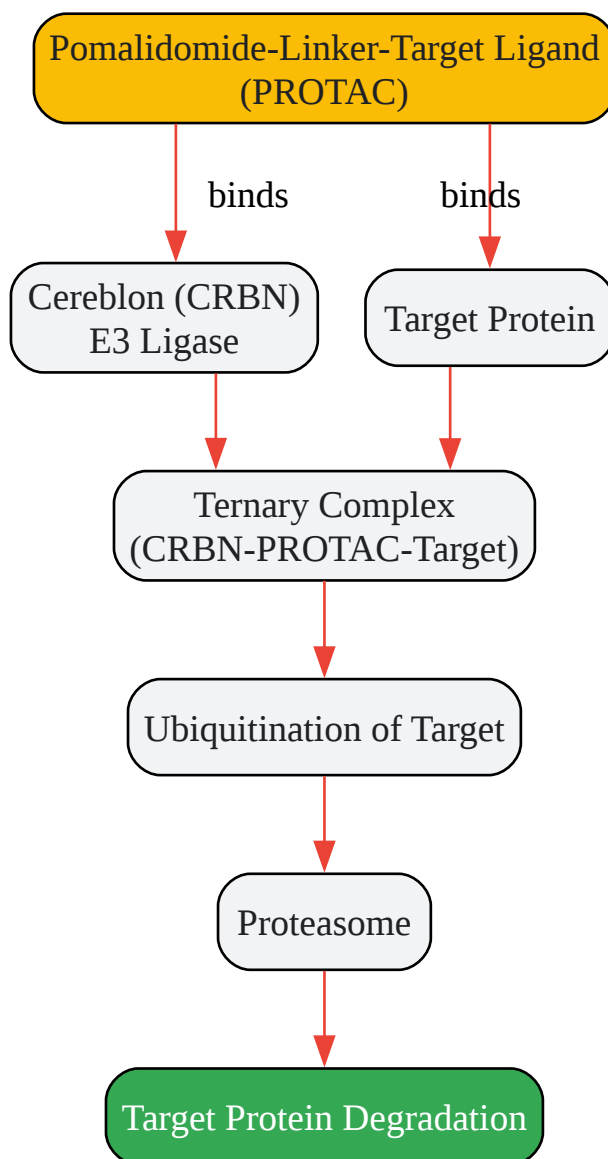 Pomalidomide-Linker-Target Ligand
(PROTAC)
binds
binds
Cereblon (CRBN)
E3 Ligase
Target Protein
Ternary Complex
(CRBN-PROTAC-Target)
Ubiquitination of Target
Proteasome
Target Protein Degradation